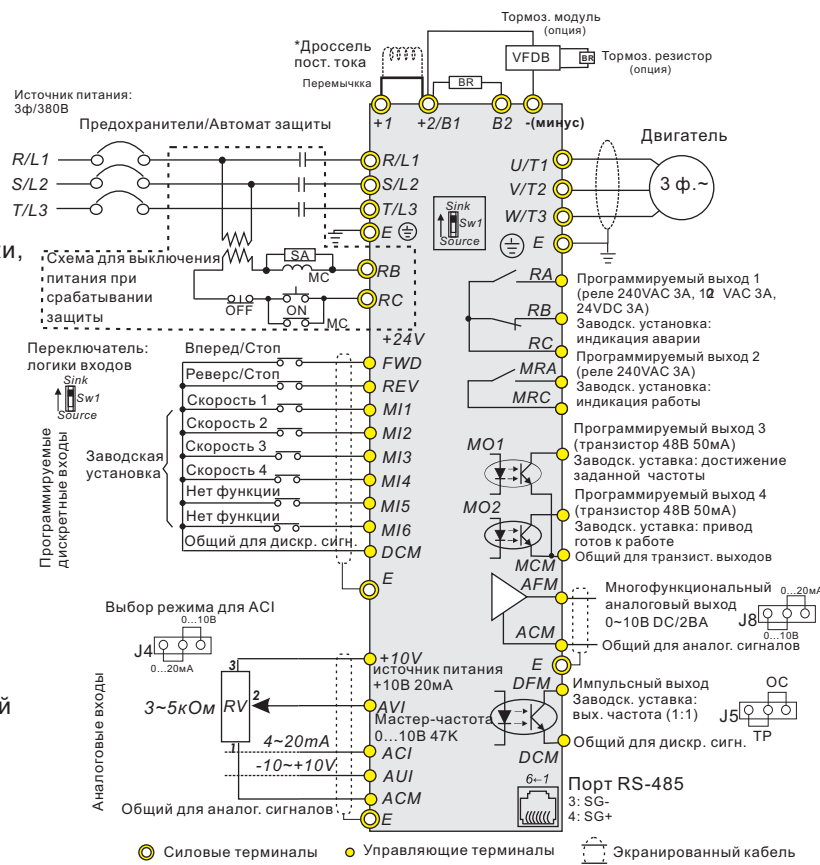 Тормоз. модуль
(опция)
*Дроссель
пост. тока
VFDB
BR
Тормоз. резистор
(опция)
Перемычкка
BR
Источник питания:
3ф/380В
+1
+2/B1
B2
-(минус)
Предохранители/Автомат защиты
Двигатель
R/L1
R/L1
U/T1
S/L2
S/L2
V/T2
3 ф.~
T/L3
T/L3
W/T3
Sink
Sw1
Source
E
E
ки,
Схема для выключения
питания при
срабатывании
защиты
SA
MC
RB
OFF
ON
MC
RC
RA
RB
RC
Программируемый выход 1
(реле 240VAC 3A, VAC 3A,
24VDC 3A)
Заводск. установка:
индикация аварии
+24V
Переключатель:
логики входов
Sink
Sw1
Source
Вперед/Стоп
FWD
Реверс/Стоп
REV
Скорость 1
MI1
Скорость 2
MI2
Скорость 3
MI3
Скорость 4
MI4
Нет функции
MI5
Нет функции
MI6
Общий для дискр. сигн.
DCM
E
Заводская
установка
Программируемые
дискретные входы
MRA
MRC
Программируемый выход 2
(реле 240VAC 3A)
Заводск. установка:
индикация работы
MO1
Программируемый выход 3
(транзистор 48В 50мА)
Заводск. уставка: достижение
заданной частоты
MO2
Программируемый выход 4
(транзистор 48В 50мА)
Заводск. уставка: привод
готов к работе
MCM
Общий для транзист. выходов
AFM
Многофункциональный
аналоговый выход
0~10В DC/2ВА
J8
0...20мА
0...10В
ACM
Общий для аналог. сигналов
E
Выбор режима для ACI
0...10В
J4
0...20мА
+10V
источник питания
+10В 20мА
3
3~5кОм
RV
2
1
AVI
Мастер-частота
0...10В 47К
4~20mA
ACI
-10~+10V
AUI
ACM
Общий для аналог. сигналов
E
Аналоговые входы
й
DFM
Импульсный выход
Заводск. уставка:
вых. частота (1:1)
J5
OC
TP
DCM
Общий для дискр. сигн.
6←1
Порт RS-485
3: SG-
4: SG+
Силовые терминалы
Управляющие терминалы
Экранированный кабель